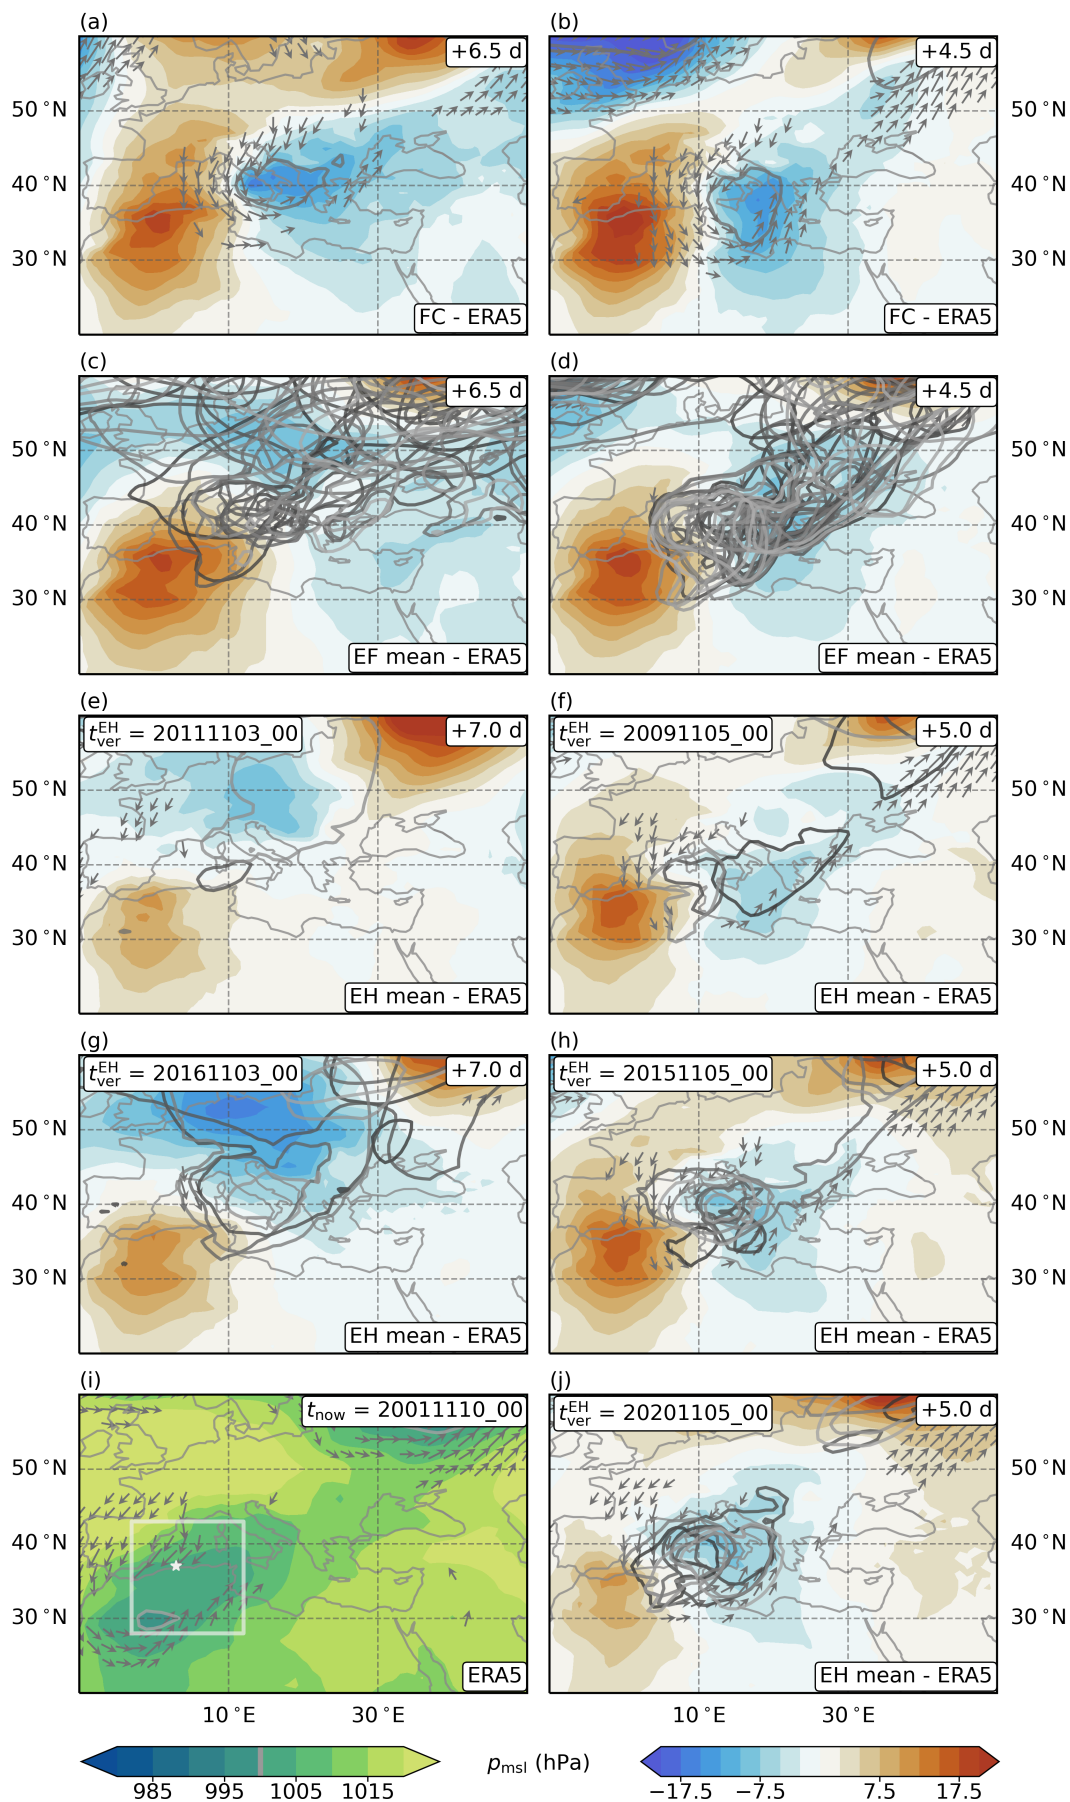 (a)
(b)
+6.5 d
+4.5 d
50 °N
50 °N
40 °N
40 °N
30 °N
30 °N
FC - ERA5
FC - ERA5
(c)
(d)
+6.5 d
+4.5 d
50 °N
50 °N
40 °N
40 °N
30 °N
30 °N
EF mean - ERA5
EF mean - ERA5
(e)
(f)
t_ver^EH = 20111103_00
+7.0 d
t_ver^EH = 20091105_00
+5.0 d
50 °N
50 °N
40 °N
40 °N
30 °N
30 °N
EH mean - ERA5
EH mean - ERA5
(g)
(h)
t_ver^EH = 20161103_00
+7.0 d
t_ver^EH = 20151105_00
+5.0 d
50 °N
50 °N
40 °N
40 °N
30 °N
30 °N
EH mean - ERA5
EH mean - ERA5
(i)
(j)
t_now = 20011110_00
t_ver^EH = 20201105_00
+5.0 d
50 °N
50 °N
40 °N
40 °N
30 °N
30 °N
ERA5
EH mean - ERA5
10 °E
30 °E
10 °E
30 °E
p_msl (hPa)
985
995
1005
1015
−17.5
−7.5
7.5
17.5